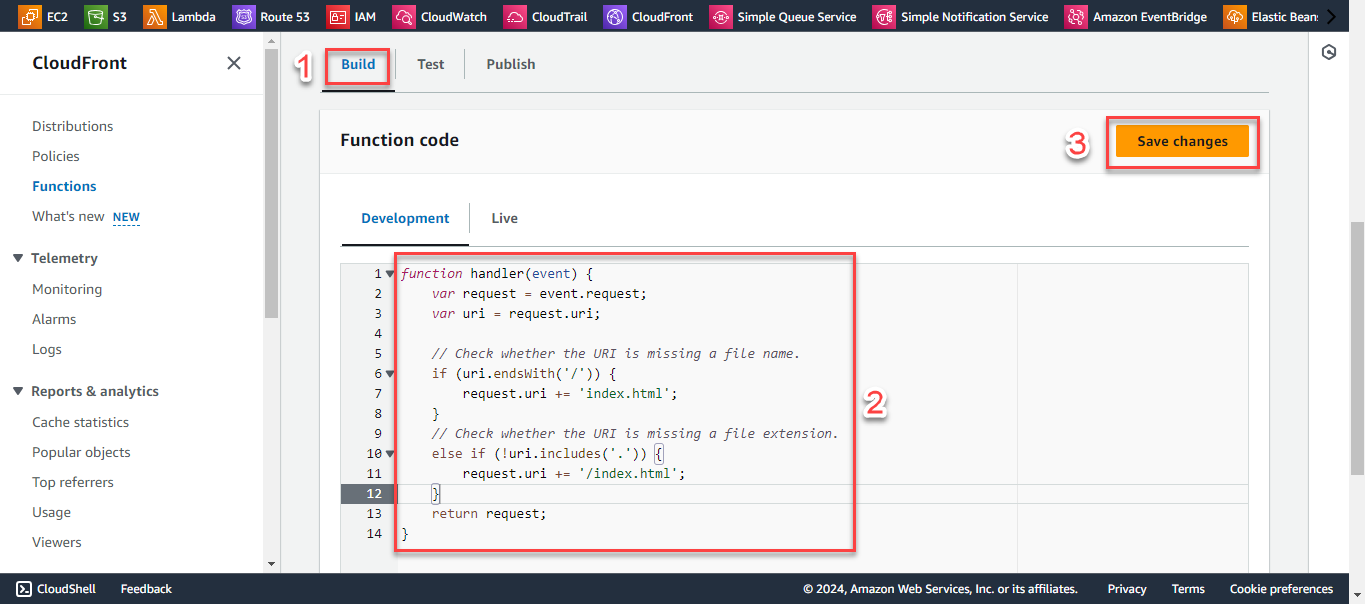 EC2 S3 Lambda Route 53 IAM CloudWatch CloudTrail CloudFront Simple Queue Service Simple Notification Service Amazon EventBridge Elastic Bean
CloudFront
Distributions
Policies
Functions
What's new NEW
Telemetry
Monitoring
Alarms
Logs
Reports & analytics
Cache statistics
Popular objects
Top referrers
Usage
Viewers
1 Build Test Publish
Function code
3 Save changes
Development Live
1 function handler(event) {
2 var request = event.request;
3 var uri = request.uri;
4
5 // Check whether the URI is missing a file name.
6 if (uri.endsWith('/')) {
7 request.uri += 'index.html';
8 }
9 // Check whether the URI is missing a file extension.
10 else if (!uri.includes('.')) {
11 request.uri += '/index.html';
12 }
13 return request;
14 }
2
CloudShell Feedback © 2024, Amazon Web Services, Inc. or its affiliates. Privacy Terms Cookie preferences